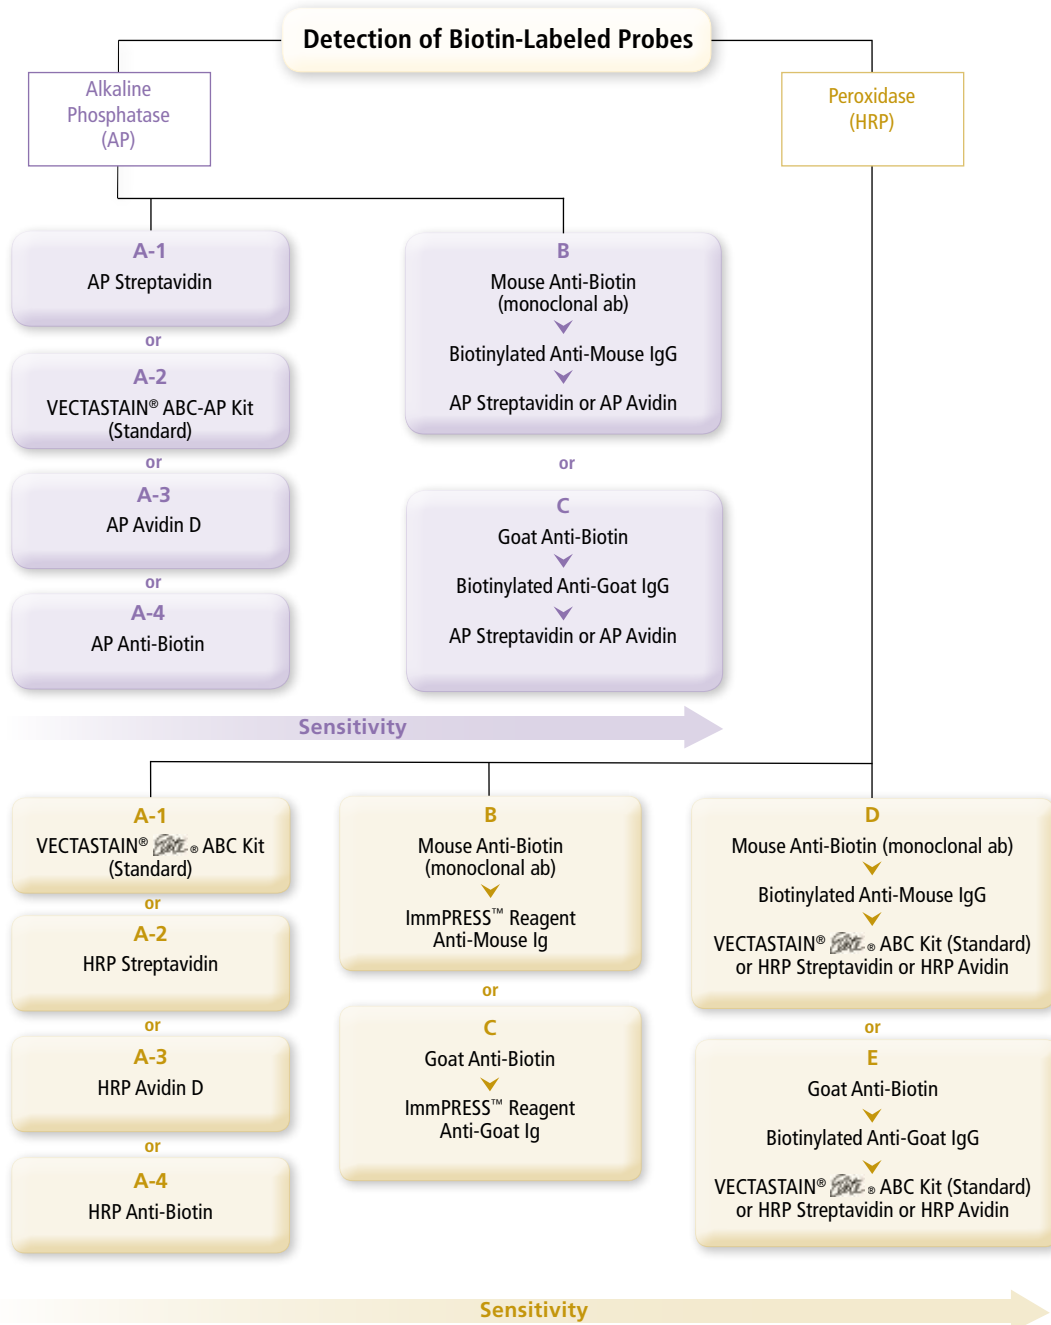 Detection of Biotin-Labeled Probes
Alkaline
Phosphatase
(AP)
Peroxidase
(HRP)
A-1
AP Streptavidin
or
A-2
VECTASTAIN® ABC-AP Kit
(Standard)
or
A-3
AP Avidin D
or
A-4
AP Anti-Biotin
B
Mouse Anti-Biotin
(monoclonal ab)
Biotinylated Anti-Mouse IgG
AP Streptavidin or AP Avidin
or
C
Goat Anti-Biotin
Biotinylated Anti-Goat IgG
AP Streptavidin or AP Avidin
Sensitivity
A-1
VECTASTAIN® Elite® ABC Kit
(Standard)
or
A-2
HRP Streptavidin
or
A-3
HRP Avidin D
or
A-4
HRP Anti-Biotin
B
Mouse Anti-Biotin
(monoclonal ab)
ImmPRESS™ Reagent
Anti-Mouse Ig
or
C
Goat Anti-Biotin
ImmPRESS™ Reagent
Anti-Goat Ig
D
Mouse Anti-Biotin (monoclonal ab)
Biotinylated Anti-Mouse IgG
VECTASTAIN® Elite® ABC Kit (Standard)
or HRP Streptavidin or HRP Avidin
or
E
Goat Anti-Biotin
Biotinylated Anti-Goat IgG
VECTASTAIN® Elite® ABC Kit (Standard)
or HRP Streptavidin or HRP Avidin
Sensitivity